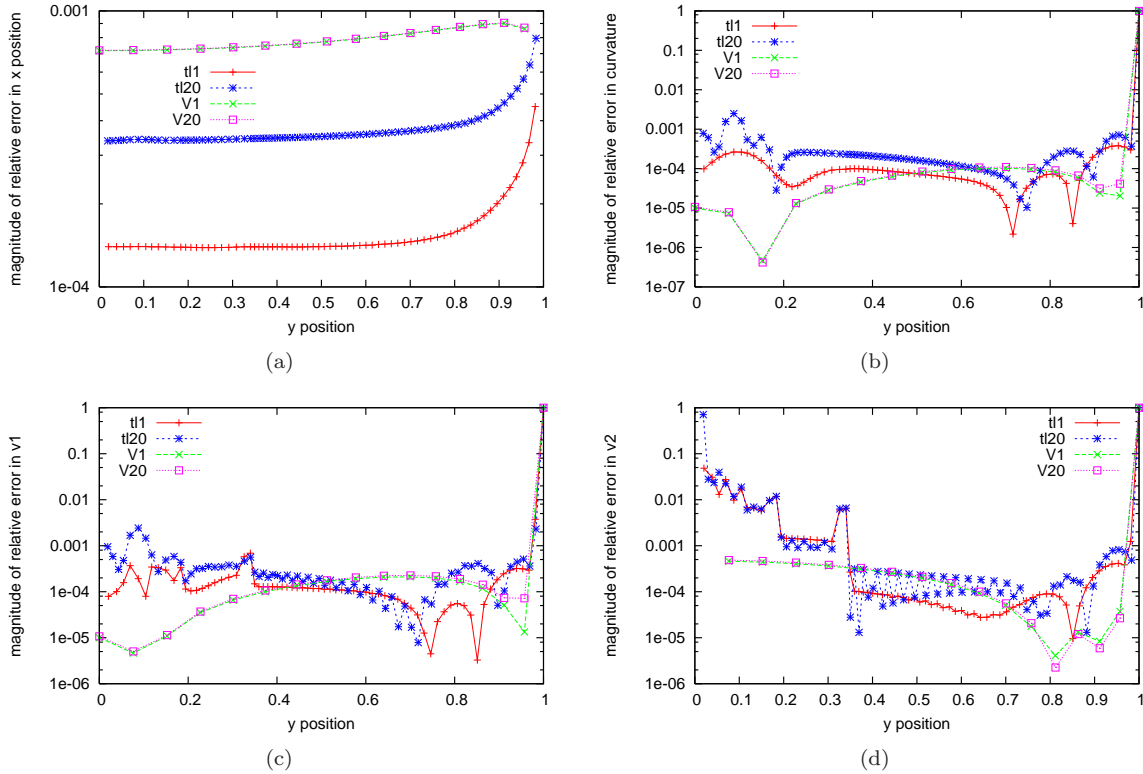 magnitude of relative error in x position
0.001
1e-04
tl1
tl20
V1
V20
0 0.1 0.2 0.3 0.4 0.5 0.6 0.7 0.8 0.9 1
y position
(a)
magnitude of relative error in curvature
1
0.1
0.01
0.001
1e-04
1e-05
1e-06
1e-07
tl1
tl20
V1
V20
0 0.2 0.4 0.6 0.8 1
y position
(b)
magnitude of relative error in v1
1
0.1
0.01
0.001
1e-04
1e-05
1e-06
tl1
tl20
V1
V20
0 0.2 0.4 0.6 0.8 1
y position
(c)
magnitude of relative error in v2
1
0.1
0.01
0.001
1e-04
1e-05
1e-06
tl1
tl20
V1
V20
0 0.1 0.2 0.3 0.4 0.5 0.6 0.7 0.8 0.9 1
y position
(d)